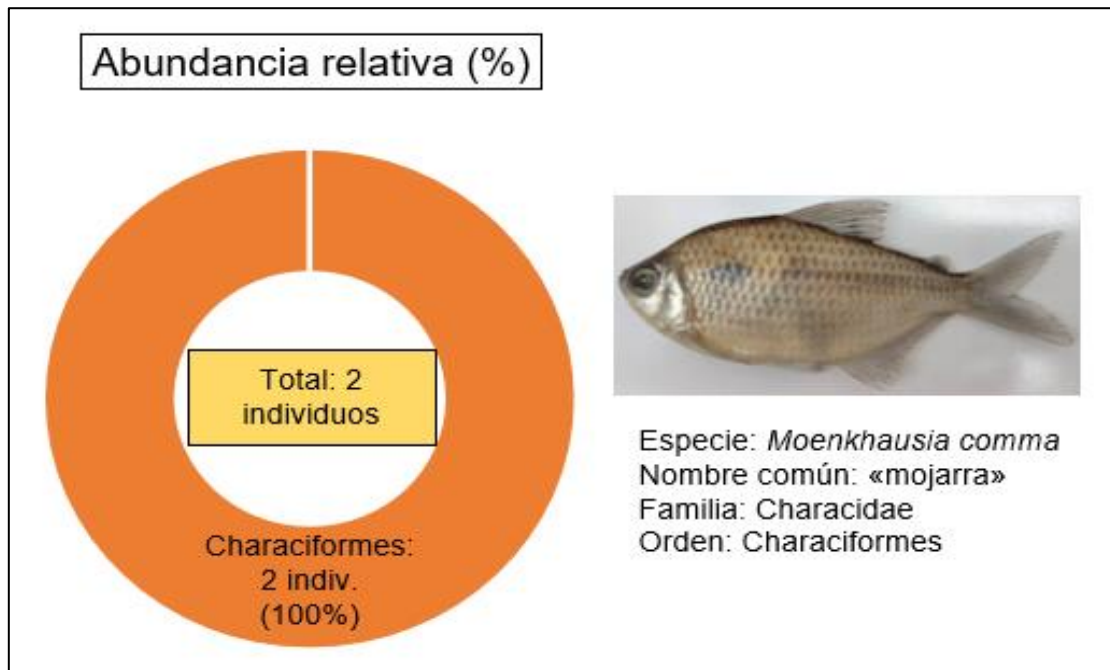 Abundancia relativa (%)
Total: 2
individuos
Characiformes:
2 indiv.
(100%)
Especie: Moenkhausia comma
Nombre común: «mojarra»
Familia: Characidae
Orden: Characiformes